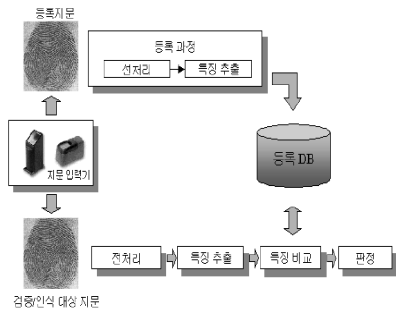 등록지문
등록 과정
전처리
특징 추출
지문 입력기
등록 DB
전처리
특징 추출
특징 비교
판정
검증/인식 대상 지문